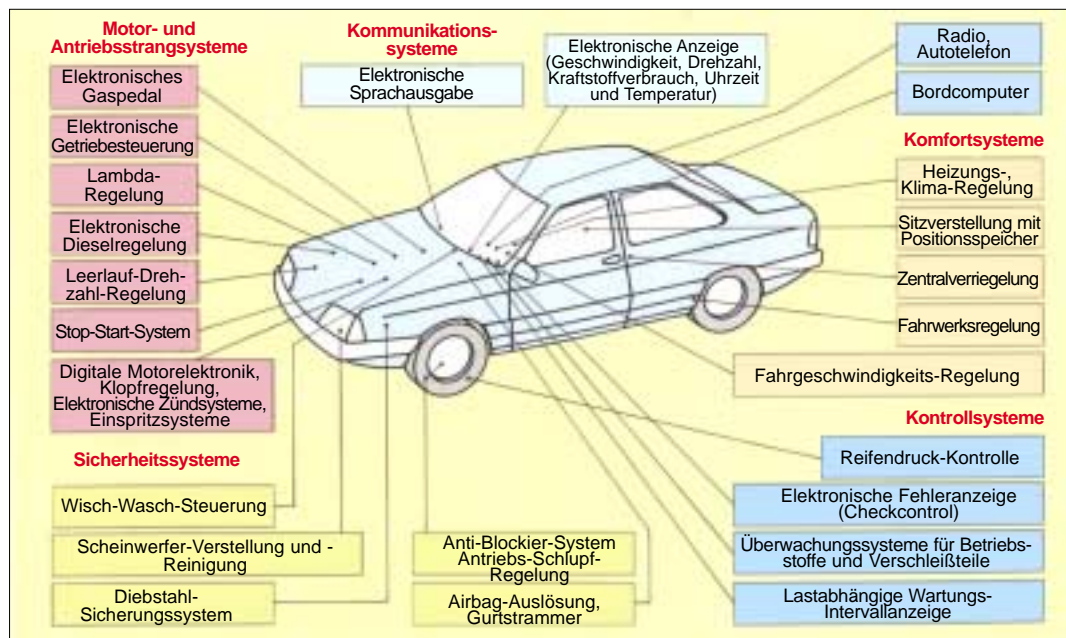 Motor- und
Antriebsstrangsysteme
Elektronisches
Gaspedal
Elektronische
Getriebesteuerung
Lambda-
Regelung
Elektronische
Dieselregelung
Leerlauf-Dreh-
zahl-Regelung
Stop-Start-System
Digitale Motorelektronik,
Klopfregelung,
Elektronische Zündsysteme,
Einspritzsysteme
Kommunikations-
systeme
Elektronische
Sprachausgabe
Elektronische Anzeige
(Geschwindigkeit, Drehzahl,
Kraftstoffverbrauch, Uhrzeit
und Temperatur)
Radio,
Autotelefon
Bordcomputer
Komfortsysteme
Heizungs-,
Klima-Regelung
Sitzverstellung mit
Positionsspeicher
Zentralverriegelung
Fahrwerksregelung
Fahrgeschwindigkeits-Regelung
Sicherheitssysteme
Wisch-Wasch-Steuerung
Scheinwerfer-Verstellung und -
Reinigung
Diebstahl-
Sicherungssystem
Anti-Blockier-System
Antriebs-Schlupf-
Regelung
Airbag-Auslösung,
Gurtstrammer
Kontrollsysteme
Reifendruck-Kontrolle
Elektronische Fehleranzeige
(Checkcontrol)
Überwachungssysteme für Betriebs-
stoffe und Verschleißteile
Lastabhängige Wartungs-
Intervallanzeige